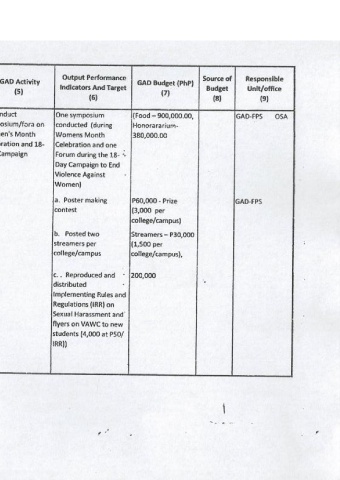 GAD Activity
(5)
Output Performance
Indicators And Target
(6)
GAD Budget (PhP)
(7)
Source of
Budget
(8)
Responsible
Unit/office
(9)
nduct
osium/fora on
en's Month
ration and 18-
Campaign
One symposium
conducted (during
Womens Month
Celebration and one
Forum during the 18-
Day Campaign to End
Violence Against
Women)
(Food – 900,000.00,
Honorararium-
380,000.00
GAD-FPS OSA
a. Poster making
contest
P60,000 - Prize
(3,000 per
college/campus)
GAD-FPS
b. Posted two
streamers per
college/campus
Streamers – P30,000
(1,500 per
college/campus),
c. . Reproduced and
distributed
Implementing Rules and
Regulations (IRR) on
Sexual Harassment and
flyers on VAWC to new
students (4,000 at P50/
IRR))
200,000